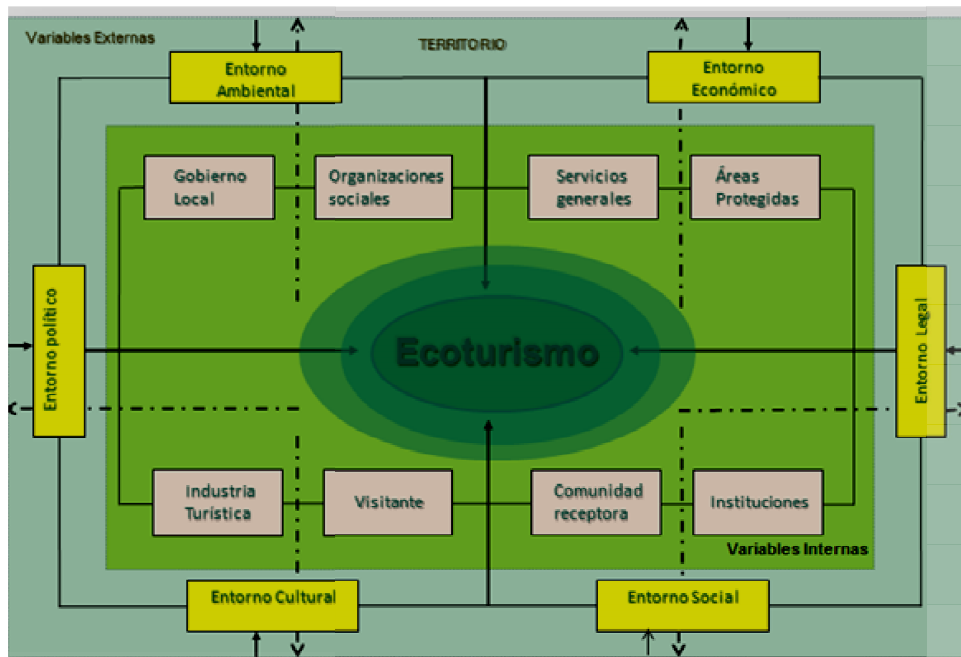 Variables Externas
TERRITORIO
Entorno
Ambiental
Entorno
Económico
Gobierno
Local
Organizaciones
sociales
Servicios
generales
Áreas
Protegidas
Entorno político
Ecoturismo
Entorno Legal
Industria
Turística
Visitante
Comunidad
receptora
Instituciones
Variables Internas
Entorno Cultural
Entorno Social